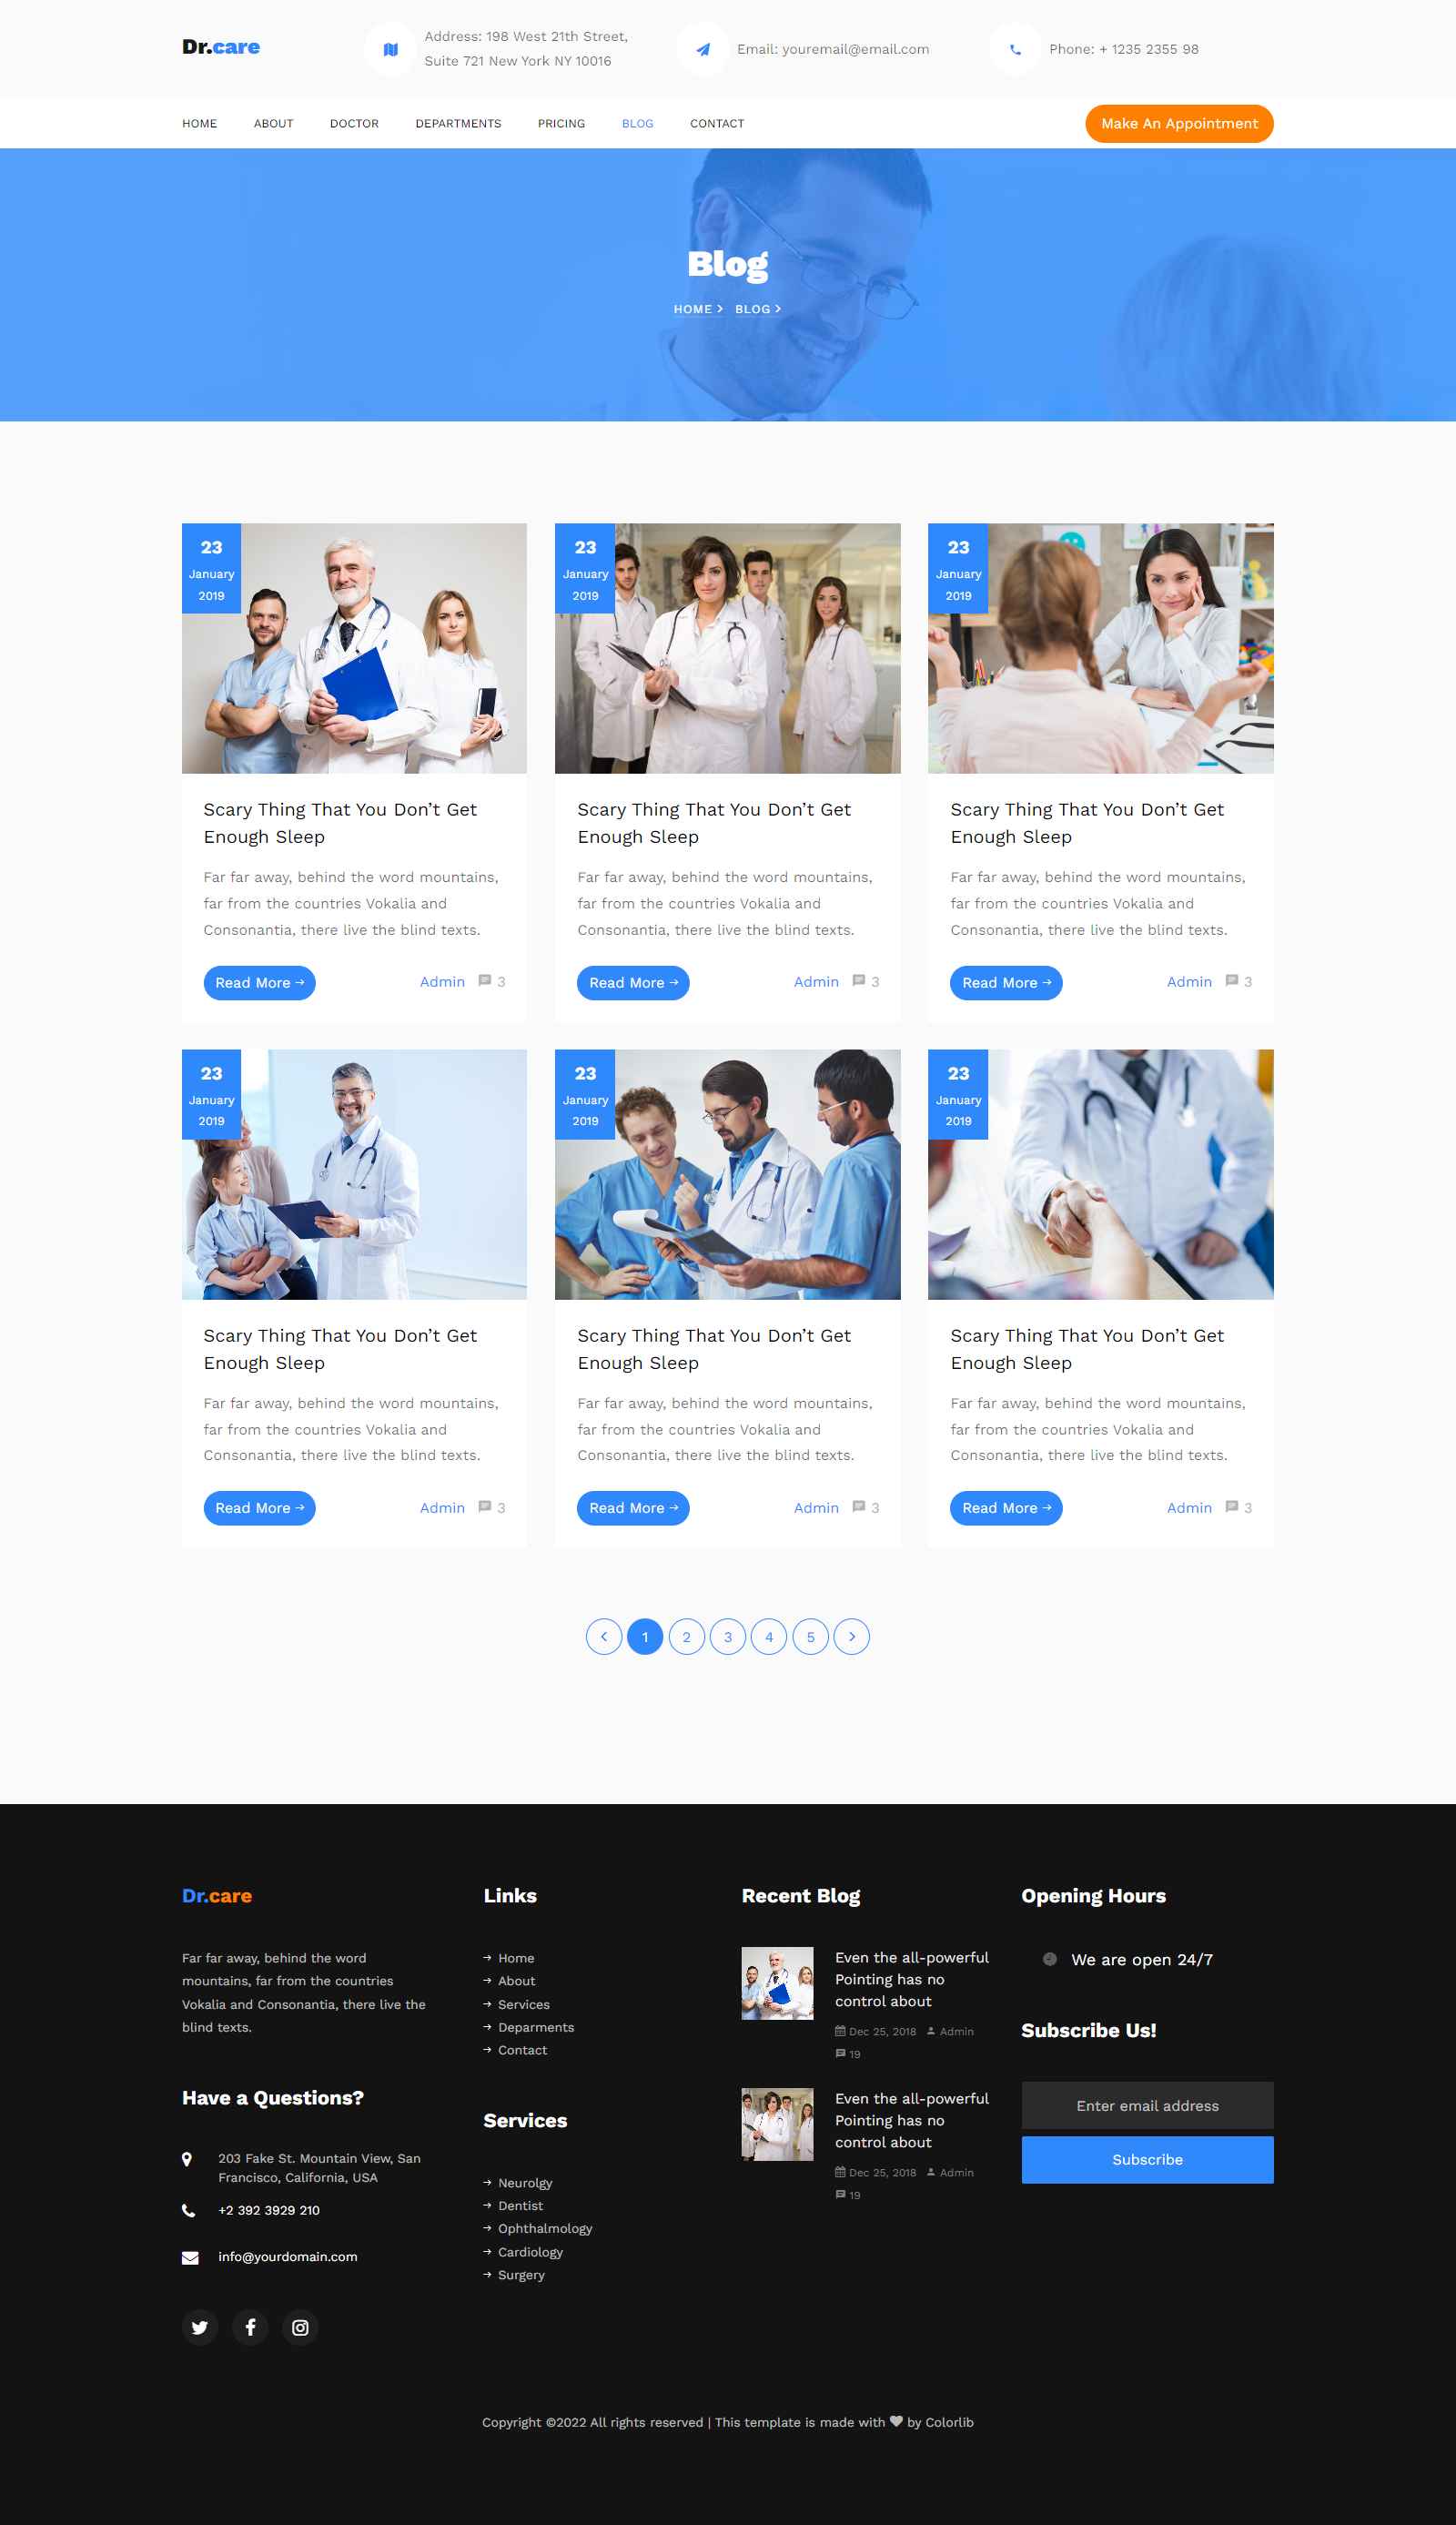 Dr.care
Address: 198 West 21th Street,
Suite 721 New York NY 10016
Email: youremail@email.com
Phone: + 1235 2355 98
HOME ABOUT DOCTOR DEPARTMENTS PRICING BLOG CONTACT
Make An Appointment
Blog
HOME BLOG
23
January
2019
Scary Thing That You Don’t Get
Enough Sleep
Far far away, behind the word mountains,
far from the countries Vokalia and
Consonantia, there live the blind texts.
Read More
Admin 3
23
January
2019
Scary Thing That You Don’t Get
Enough Sleep
Far far away, behind the word mountains,
far from the countries Vokalia and
Consonantia, there live the blind texts.
Read More
Admin 3
23
January
2019
Scary Thing That You Don’t Get
Enough Sleep
Far far away, behind the word mountains,
far from the countries Vokalia and
Consonantia, there live the blind texts.
Read More
Admin 3
23
January
2019
Scary Thing That You Don’t Get
Enough Sleep
Far far away, behind the word mountains,
far from the countries Vokalia and
Consonantia, there live the blind texts.
Read More
Admin 3
23
January
2019
Scary Thing That You Don’t Get
Enough Sleep
Far far away, behind the word mountains,
far from the countries Vokalia and
Consonantia, there live the blind texts.
Read More
Admin 3
23
January
2019
Scary Thing That You Don’t Get
Enough Sleep
Far far away, behind the word mountains,
far from the countries Vokalia and
Consonantia, there live the blind texts.
Read More
Admin 3
1 2 3 4 5
Dr.care
Far far away, behind the word
mountains, far from the countries
Vokalia and Consonantia, there live the
blind texts.
Have a Questions?
203 Fake St. Mountain View, San
Francisco, California, USA
+2 392 3929 210
info@yourdomain.com
Links
Home
About
Services
Deparments
Contact
Services
Neurolgy
Dentist
Ophthalmology
Cardiology
Surgery
Recent Blog
Even the all-powerful
Pointing has no
control about
Dec 25, 2018 Admin
19
Even the all-powerful
Pointing has no
control about
Dec 25, 2018 Admin
19
Opening Hours
We are open 24/7
Subscribe Us!
Enter email address
Subscribe
Copyright ©2022 All rights reserved | This template is made with by Colorlib